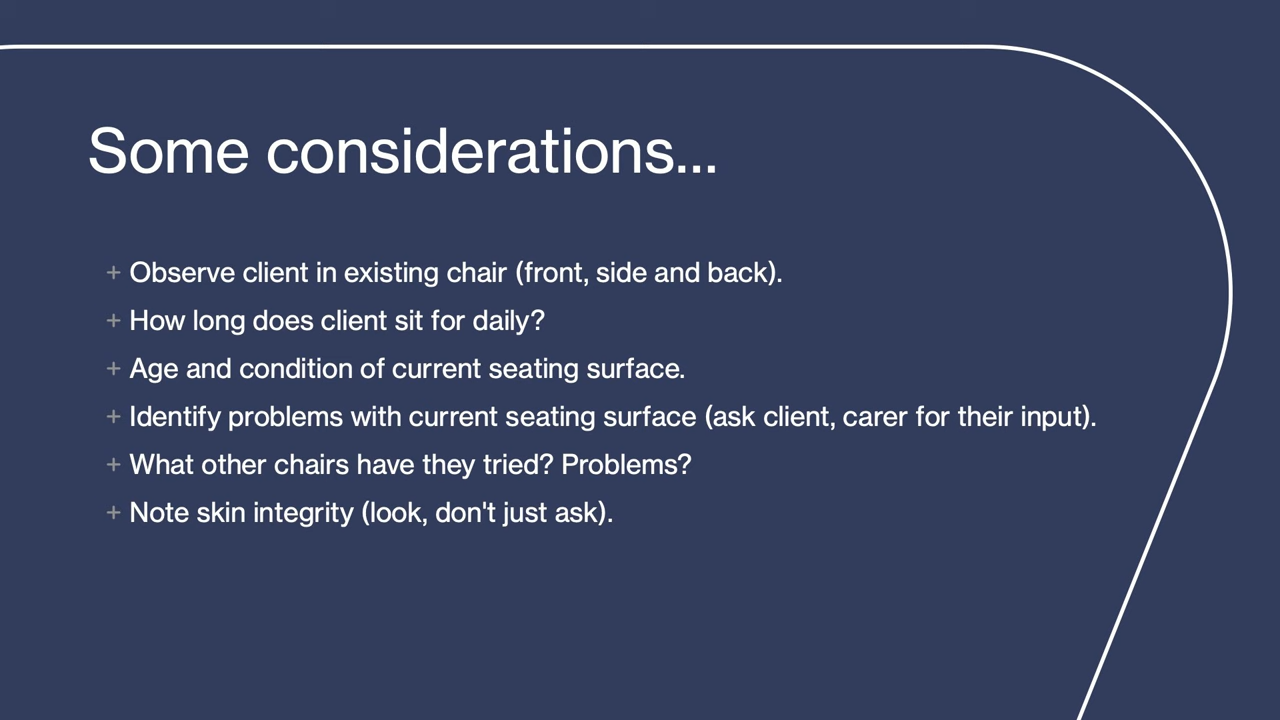 Some considerations...
+ Observe client in existing chair (front, side and back).
+ How long does client sit for daily?
+ Age and condition of current seating surface.
+ Identify problems with current seating surface (ask client, carer for their input).
+ What other chairs have they tried? Problems?
+ Note skin integrity (look, don't just ask).